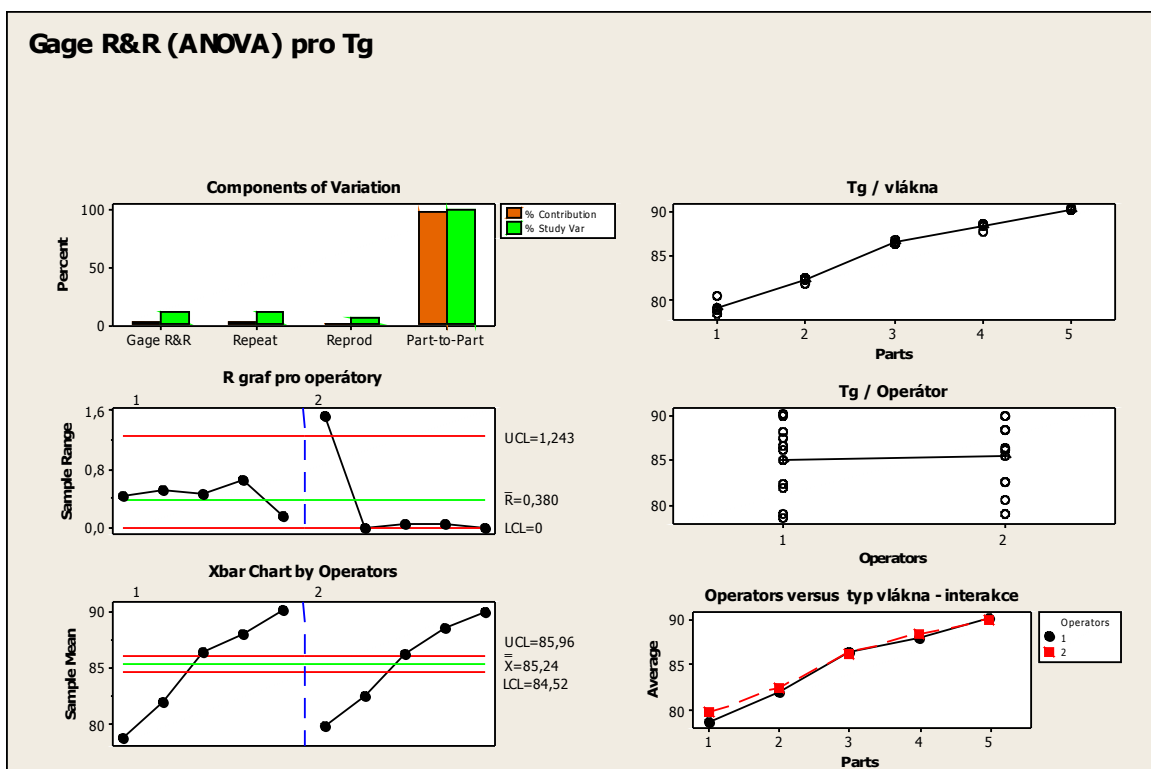 Gage R&R (ANOVA) pro Tg
Components of Variation
Percent
100
50
0
Gage R&R Repeat Reprod Part-to-Part
% Contribution
% Study Var
R graf pro operátory
1 2
Sample Range
1,6
0,8
0,0
UCL=1,243
R=0,380
LCL=0
Xbar Chart by Operators
1 2
Sample Mean
90
85
80
UCL=85,96
X=85,24
LCL=84,52
Tg / vlákna
90
85
80
1 2 3 4 5
Parts
Tg / Operátor
90
85
80
1 2
Operators
Operators versus typ vlákna - interakce
Average
90
85
80
1 2 3 4 5
Parts
Operators
1
2